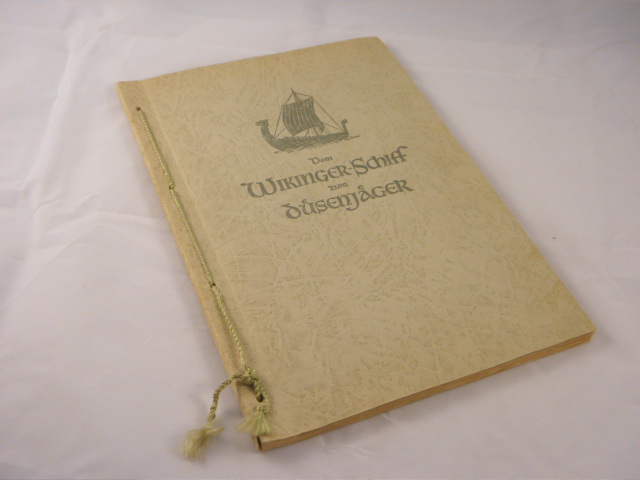 Vom
WIKINGER-SCHIFF
zum
DÜSENJÄGER